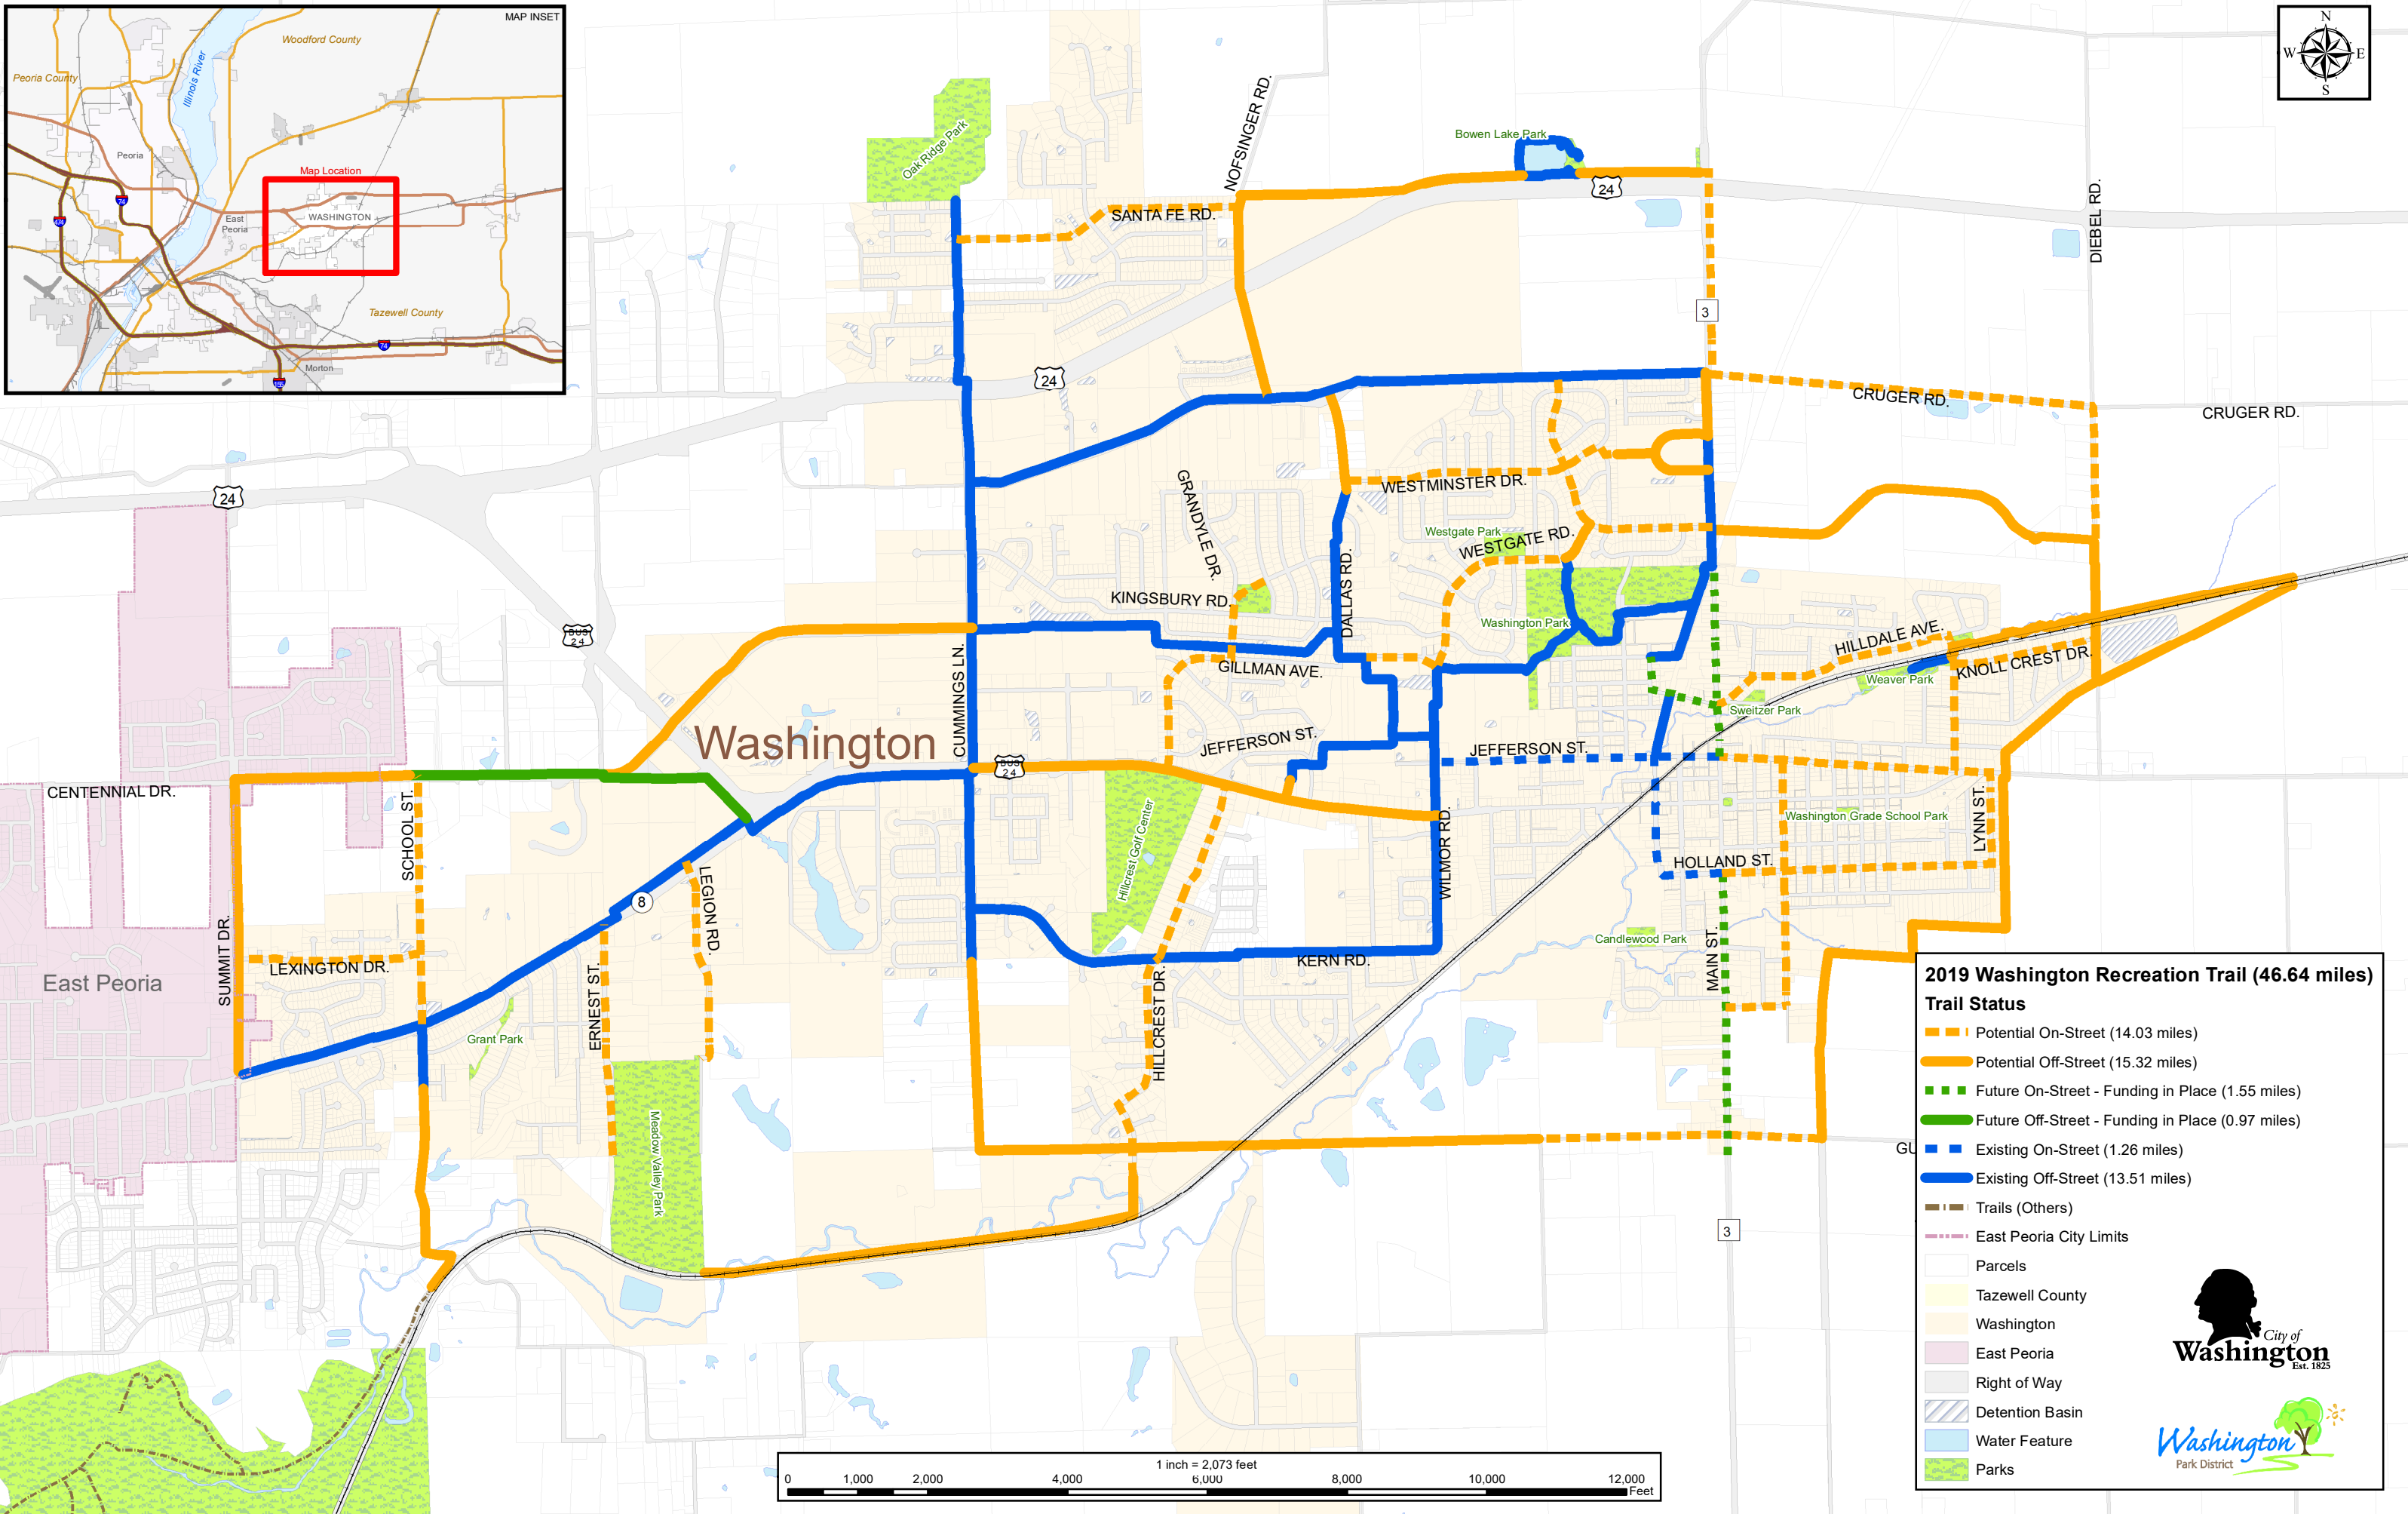 MAP INSET
Woodford County
Peoria County
Illinois River
Peoria
Map Location
74
474
East
Peoria
WASHINGTON
Tazewell County
74
Morton
155
N
W
E
S
Oak Ridge Park
NOFSINGER RD.
Bowen Lake Park
24
SANTA FE RD.
DIEBEL RD.
3
24
CRUGER RD.
CRUGER RD.
24
GRANDYLE DR.
WESTMINSTER DR.
Westgate Park
WESTGATE RD.
DALLAS RD.
KINGSBURY RD.
Washington Park
BUS
24
HILLDALE AVE.
GILLMAN AVE.
KNOLL CREST DR.
Weaver Park
CUMMINGS LN.
Sweitzer Park
Washington
JEFFERSON ST.
JEFFERSON ST.
BUS
24
CENTENNIAL DR.
SCHOOL ST.
Hillcrest Golf Center
WILMOR RD.
Washington Grade School Park
LYNN ST.
HOLLAND ST.
LEGION RD.
8
SUMMIT DR.
Candlewood Park
MAIN ST.
LEXINGTON DR.
KERN RD.
East Peoria
ERNEST ST.
HILLCREST DR.
Grant Park
Meadow Valley Park
GU
3
2019 Washington Recreation Trail (46.64 miles)
Trail Status
Potential On-Street (14.03 miles)
Potential Off-Street (15.32 miles)
Future On-Street - Funding in Place (1.55 miles)
Future Off-Street - Funding in Place (0.97 miles)
Existing On-Street (1.26 miles)
Existing Off-Street (13.51 miles)
Trails (Others)
East Peoria City Limits
Parcels
Tazewell County
Washington
East Peoria
Right of Way
Detention Basin
Water Feature
Parks
City of
Washington
Est. 1825
Washington
Park District
1 inch = 2,073 feet
0 1,000 2,000 4,000 6,000 8,000 10,000 12,000
Feet